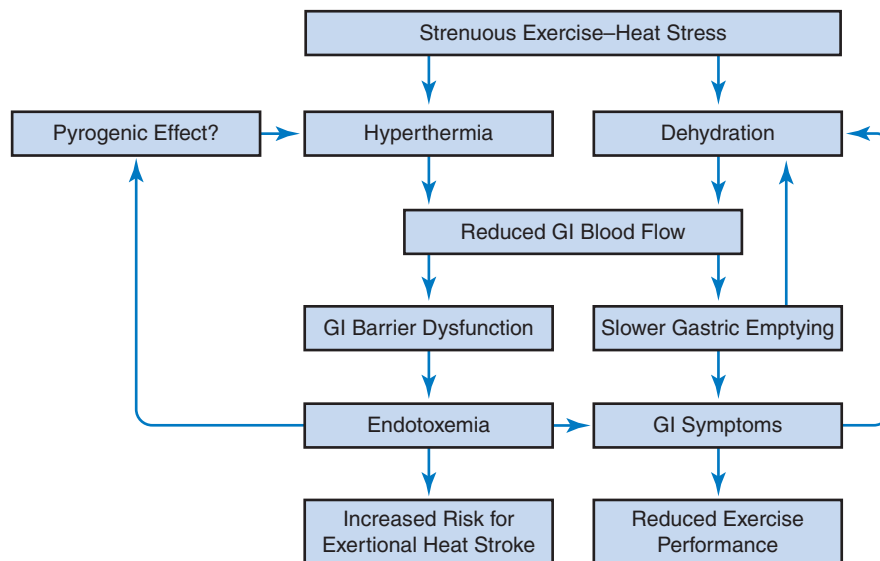 Strenuous Exercise–Heat Stress
Pyrogenic Effect?
Hyperthermia
Dehydration
Reduced GI Blood Flow
GI Barrier Dysfunction
Slower Gastric Emptying
Endotoxemia
GI Symptoms
Increased Risk for
Exertional Heat Stroke
Reduced Exercise
Performance